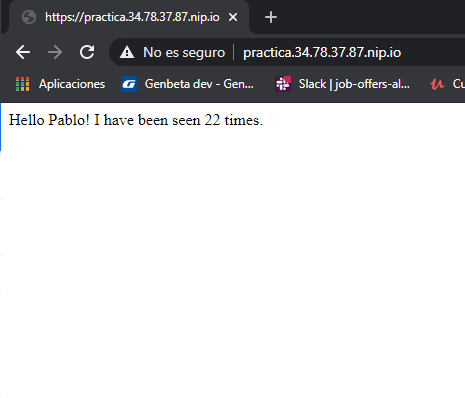 https://practica.34.78.37.87.nip.io
No es seguro practica.34.78.37.87.nip.io
Aplicaciones Genbeta dev - Gen... Slack | job-offers-al... Cu
Hello Pablo! I have been seen 22 times.